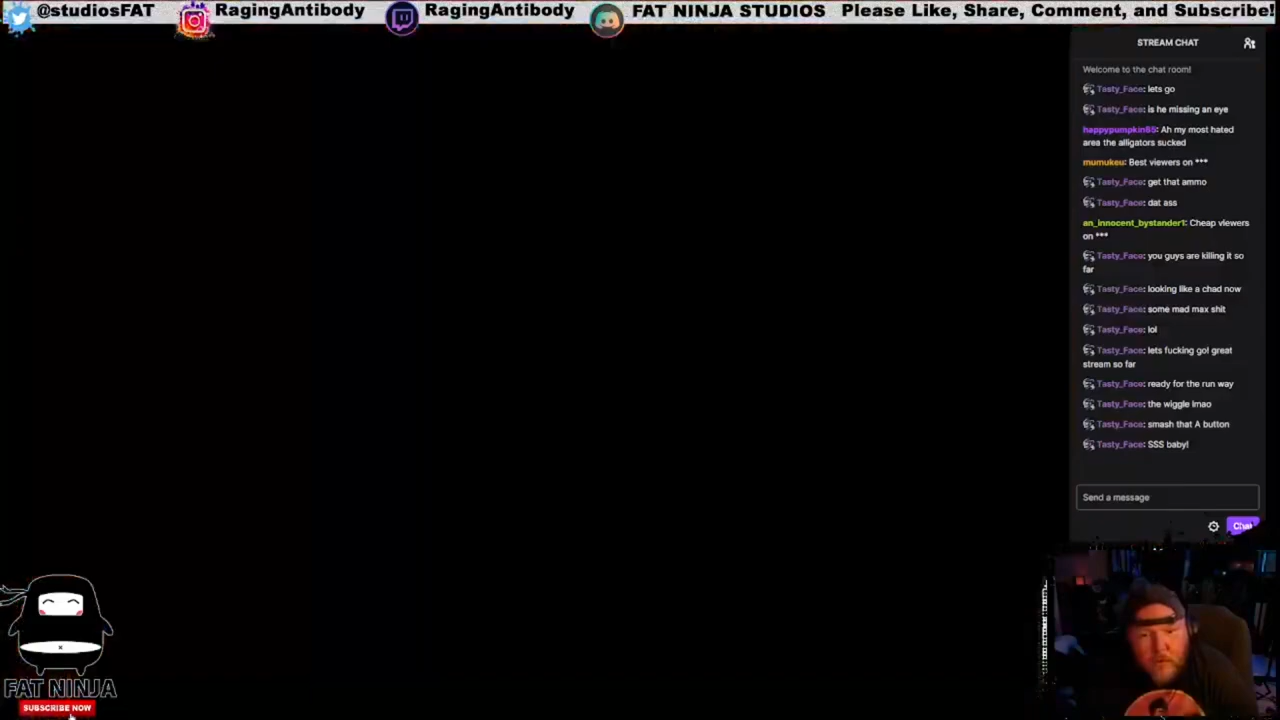 @studiosFAT RagingAntibody RagingAntibody FAT NINJA STUDIOS Please Like, Share, Comment, and Subscribe!
STREAM CHAT
Welcome to the chat room!
Tasty_Face: lets go
Tasty_Face: is he missing an eye
happypumpkin65: Ah my most hated
area the alligators sucked
mumukeu: Best viewers on ***
Tasty_Face: get that ammo
Tasty_Face: dat ass
an_innocent_bystander1: Cheap viewers
on ***
Tasty_Face: you guys are killing it so
far
Tasty_Face: looking like a chad now
Tasty_Face: some mad max shit
Tasty_Face: lol
Tasty_Face: lets fucking go! great
stream so far
Tasty_Face: ready for the run way
Tasty_Face: the wiggle lmao
Tasty_Face: smash that A button
Tasty_Face: SSS baby!
Send a message
Chat
FAT NINJA
SUBSCRIBE NOW